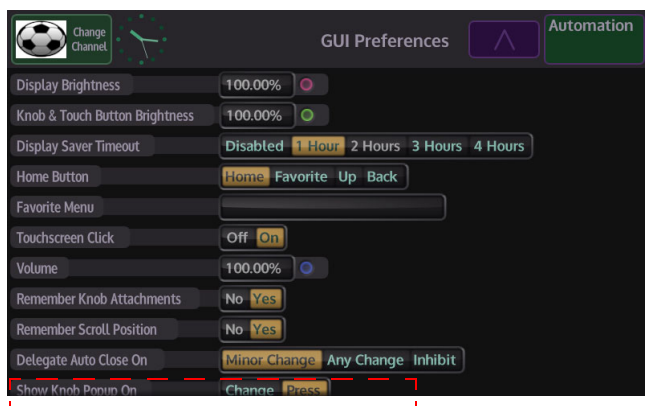 Change
Channel
GUI Preferences
Automation
Display Brightness 100.00%
Knob & Touch Button Brightness 100.00%
Display Saver Timeout Disabled 1 Hour 2 Hours 3 Hours 4 Hours
Home Button Home Favorite Up Back
Favorite Menu
Touchscreen Click Off On
Volume 100.00%
Remember Knob Attachments No Yes
Remember Scroll Position No Yes
Delegate Auto Close On Minor Change Any Change Inhibit
Show Knob Popup On Change Press